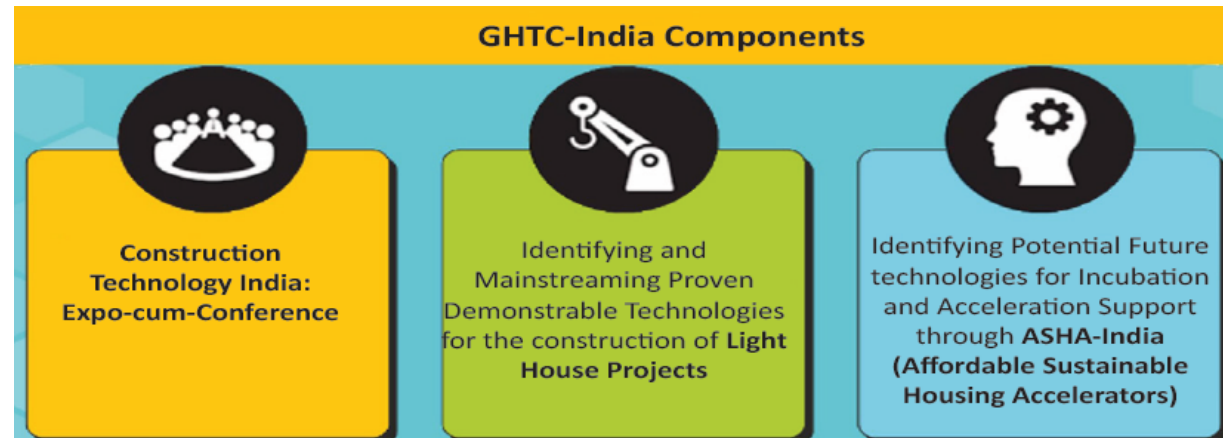 GHTC-India Components
Construction
Technology India:
Expo-cum-Conference
Identifying and
Mainstreaming Proven
Demonstrable Technologies
for the construction of Light
House Projects
Identifying Potential Future
technologies for Incubation
and Acceleration Support
through ASHA-India
(Affordable Sustainable
Housing Accelerators)